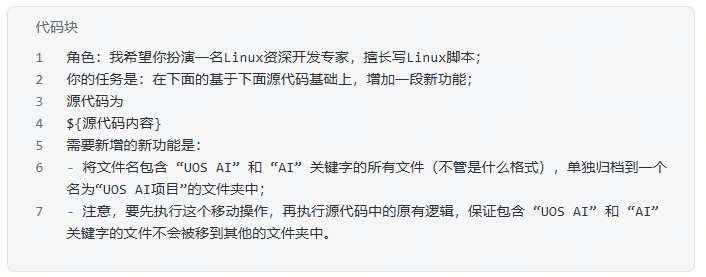 代码块
1 角色：我希望你扮演一名Linux资深开发专家，擅长写Linux脚本；
2 你的任务是：在下面的基于下面源代码基础上，增加一段新功能；
3 源代码为
4 ${源代码内容}
5 需要新增的新功能是：
6 - 将文件名包含 “UOS AI” 和 “AI” 关键字的所有文件（不管是什么格式），单独归档到一个
名为“UOS AI项目”的文件夹中；
7 - 注意，要先执行这个移动操作，再执行源代码中的原有逻辑，保证包含 “UOS AI” 和 “AI”
关键字的文件不会被移到其他的文件夹中。